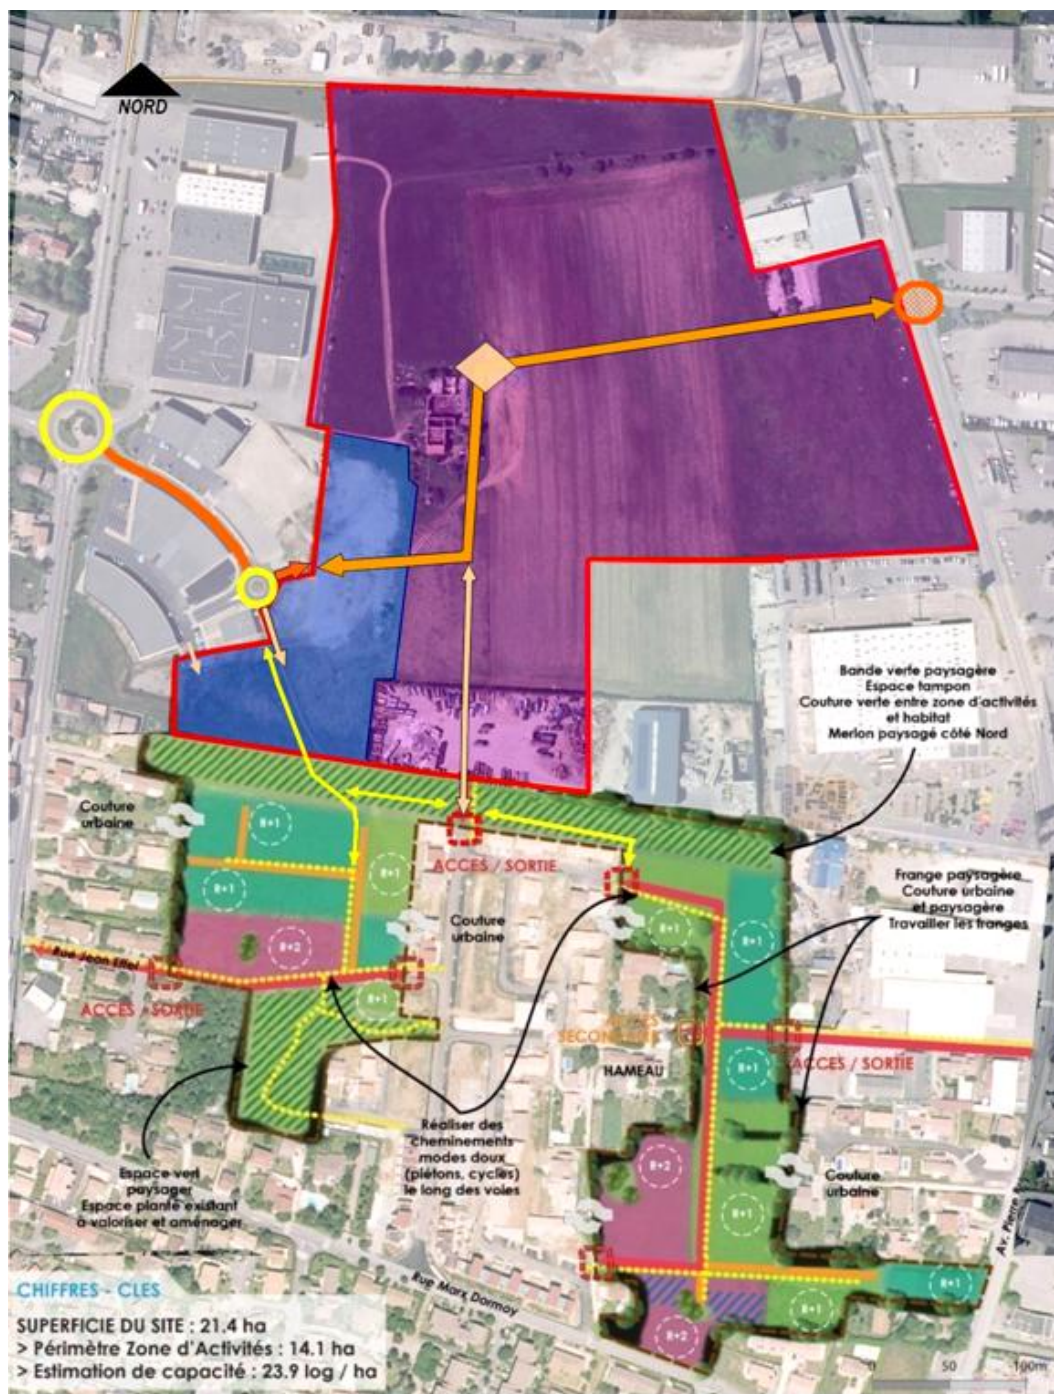 NORD
Bande verte paysagère
Espace tampon
Couture verte entre zone d'activités
et habitat
Merlon paysagé côté Nord
Couture
urbaine
R+1
ACCES / SORTIE
R+1
R+1
Frange paysagère
Couture urbaine
et paysagère
Travailler les franges
Couture
urbaine
R+1
R+1
R+2
Rue Jean Effel
ACCES / SORTIE
R+1
HAMEAU
ACCES / SORTIE
R+1
Réaliser des
cheminements
modes doux
(piétons, cycles)
le long des voies
R+2
Espace vert
paysager
Espace planté existant
à valoriser et aménager
Couture
urbaine
R+1
Av. Pierre
Rue Marx Dormoy
R+1
R+1
R+2
CHIFFRES - CLES
SUPERFICIE DU SITE : 21.4 ha
> Périmètre Zone d'Activités : 14.1 ha
> Estimation de capacité : 23.9 log / ha
0 50 100m